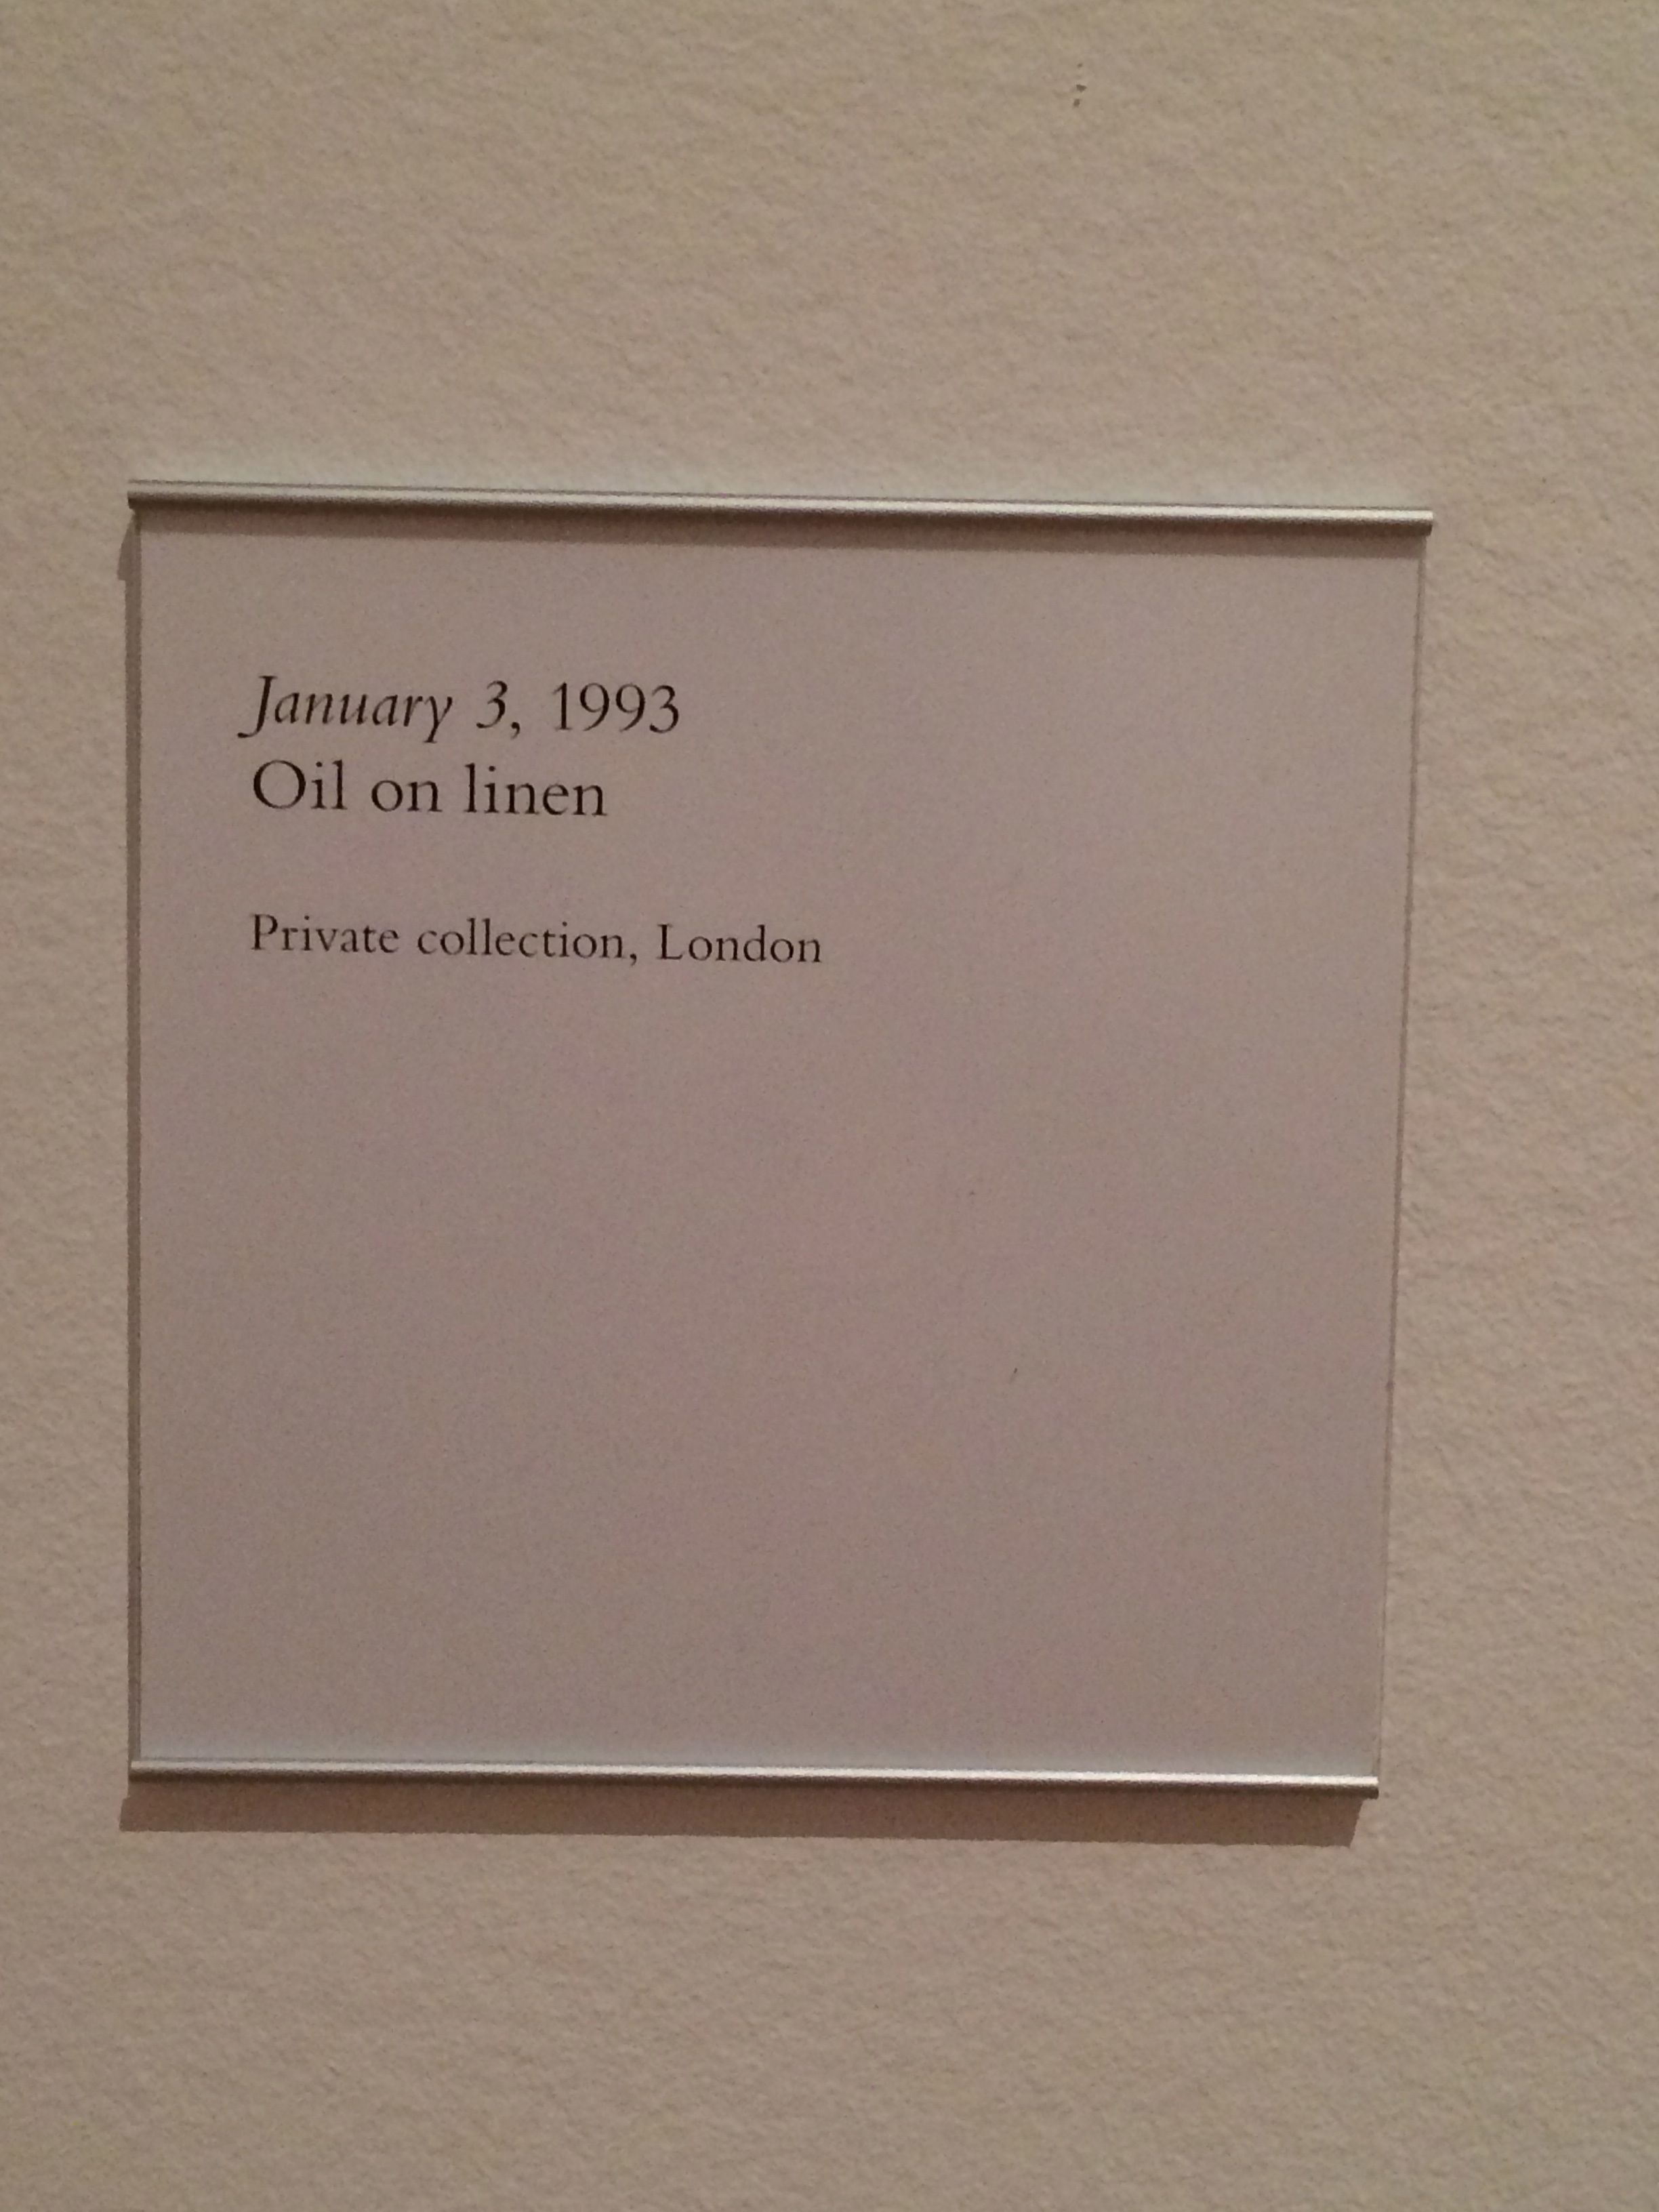 January 3, 1993
Oil on linen
Private collection, London